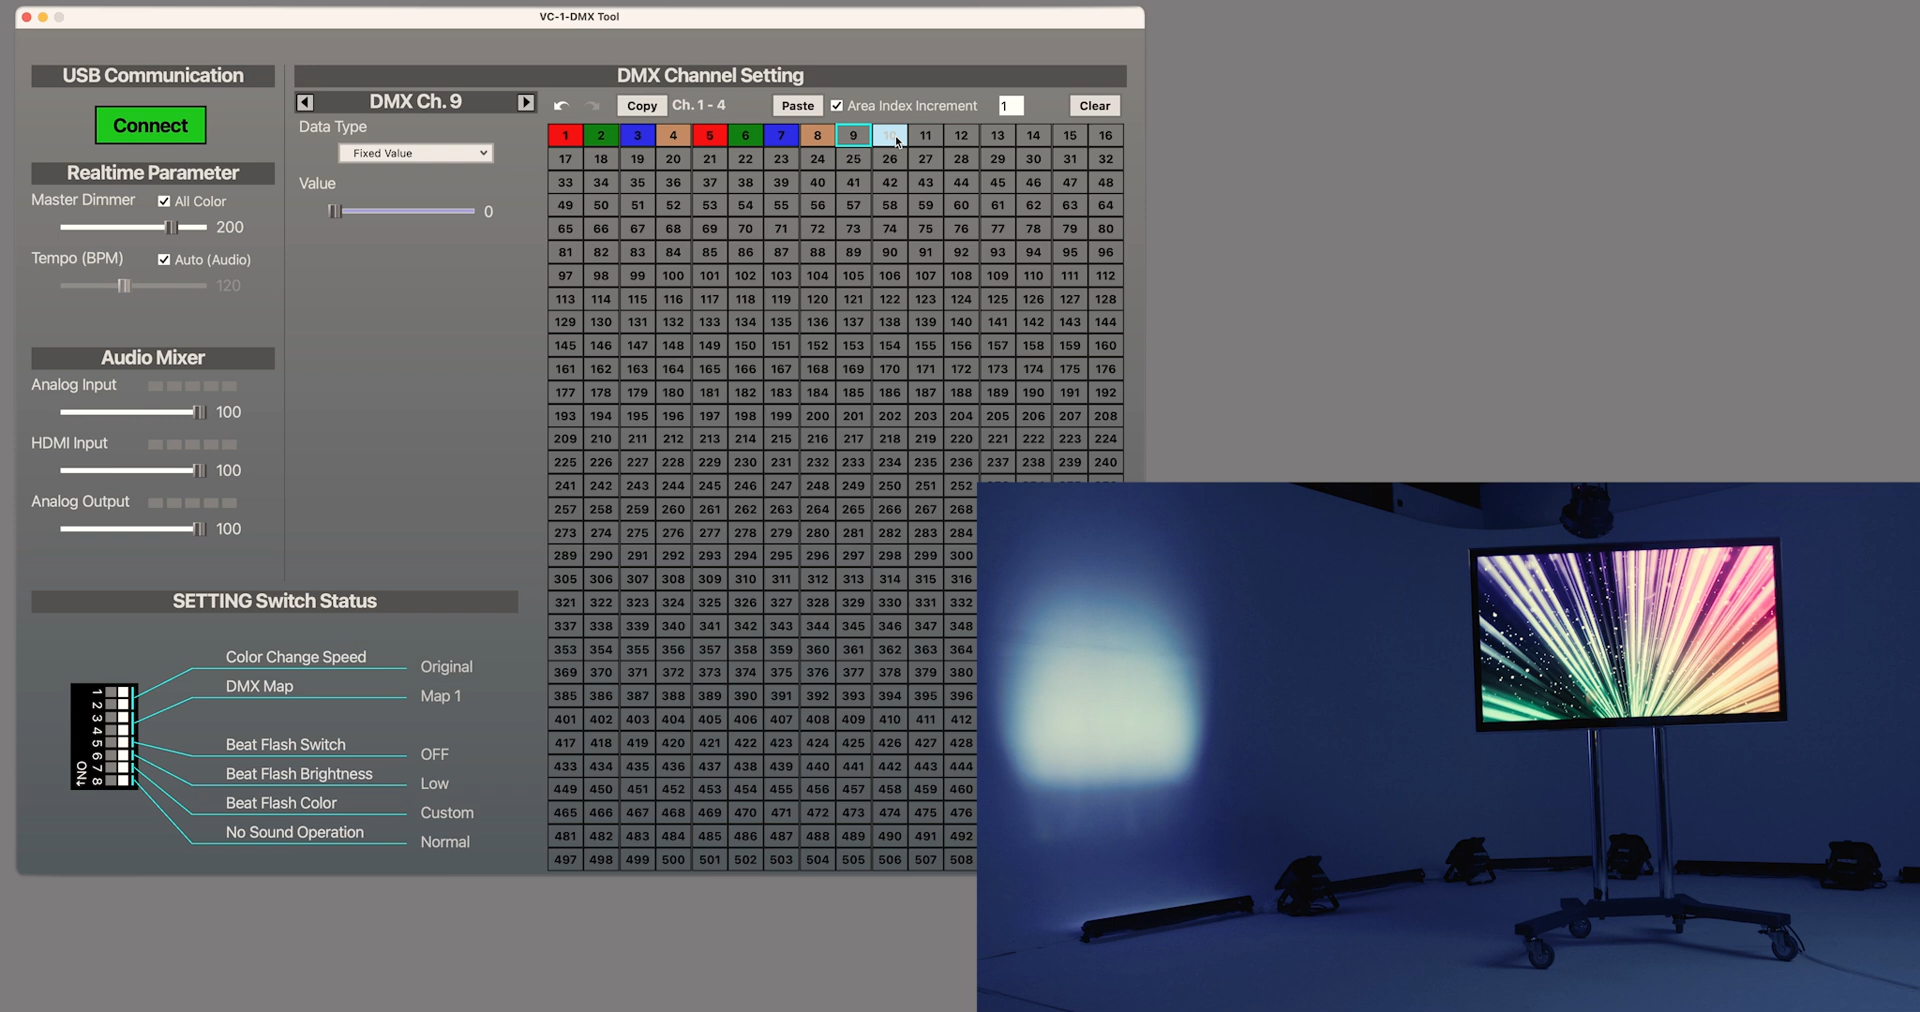 VC-1-DMX Tool
USB Communication
Connect
Realtime Parameter
Master Dimmer
All Color
200
Tempo (BPM)
Auto (Audio)
120
Audio Mixer
Analog Input
100
HDMI Input
100
Analog Output
100
DMX Channel Setting
DMX Ch. 9
Data Type
Fixed Value
Value
0
Copy Ch. 1 - 4 Paste Area Index Increment 1 Clear
1 2 3 4 5 6 7 8 9 10 11 12 13 14 15 16
17 18 19 20 21 22 23 24 25 26 27 28 29 30 31 32
33 34 35 36 37 38 39 40 41 42 43 44 45 46 47 48
49 50 51 52 53 54 55 56 57 58 59 60 61 62 63 64
65 66 67 68 69 70 71 72 73 74 75 76 77 78 79 80
81 82 83 84 85 86 87 88 89 90 91 92 93 94 95 96
97 98 99 100 101 102 103 104 105 106 107 108 109 110 111 112
113 114 115 116 117 118 119 120 121 122 123 124 125 126 127 128
129 130 131 132 133 134 135 136 137 138 139 140 141 142 143 144
145 146 147 148 149 150 151 152 153 154 155 156 157 158 159 160
161 162 163 164 165 166 167 168 169 170 171 172 173 174 175 176
177 178 179 180 181 182 183 184 185 186 187 188 189 190 191 192
193 194 195 196 197 198 199 200 201 202 203 204 205 206 207 208
209 210 211 212 213 214 215 216 217 218 219 220 221 222 223 224
225 226 227 228 229 230 231 232 233 234 235 236 237 238 239 240
241 242 243 244 245 246 247 248 249 250 251 252
257 258 259 260 261 262 263 264 265 266 267 268
273 274 275 276 277 278 279 280 281 282 283 284
289 290 291 292 293 294 295 296 297 298 299 300
305 306 307 308 309 310 311 312 313 314 315 316
321 322 323 324 325 326 327 328 329 330 331 332
337 338 339 340 341 342 343 344 345 346 347 348
353 354 355 356 357 358 359 360 361 362 363 364
369 370 371 372 373 374 375 376 377 378 379 380
385 386 387 388 389 390 391 392 393 394 395 396
401 402 403 404 405 406 407 408 409 410 411 412
417 418 419 420 421 422 423 424 425 426 427 428
433 434 435 436 437 438 439 440 441 442 443 444
449 450 451 452 453 454 455 456 457 458 459 460
465 466 467 468 469 470 471 472 473 474 475 476
481 482 483 484 485 486 487 488 489 490 491 492
497 498 499 500 501 502 503 504 505 506 507 508
SETTING Switch Status
Color Change Speed Original
DMX Map Map 1
Beat Flash Switch OFF
Beat Flash Brightness Low
Beat Flash Color Custom
No Sound Operation Normal
1 2 3 4 5 6 7 8
ON↓